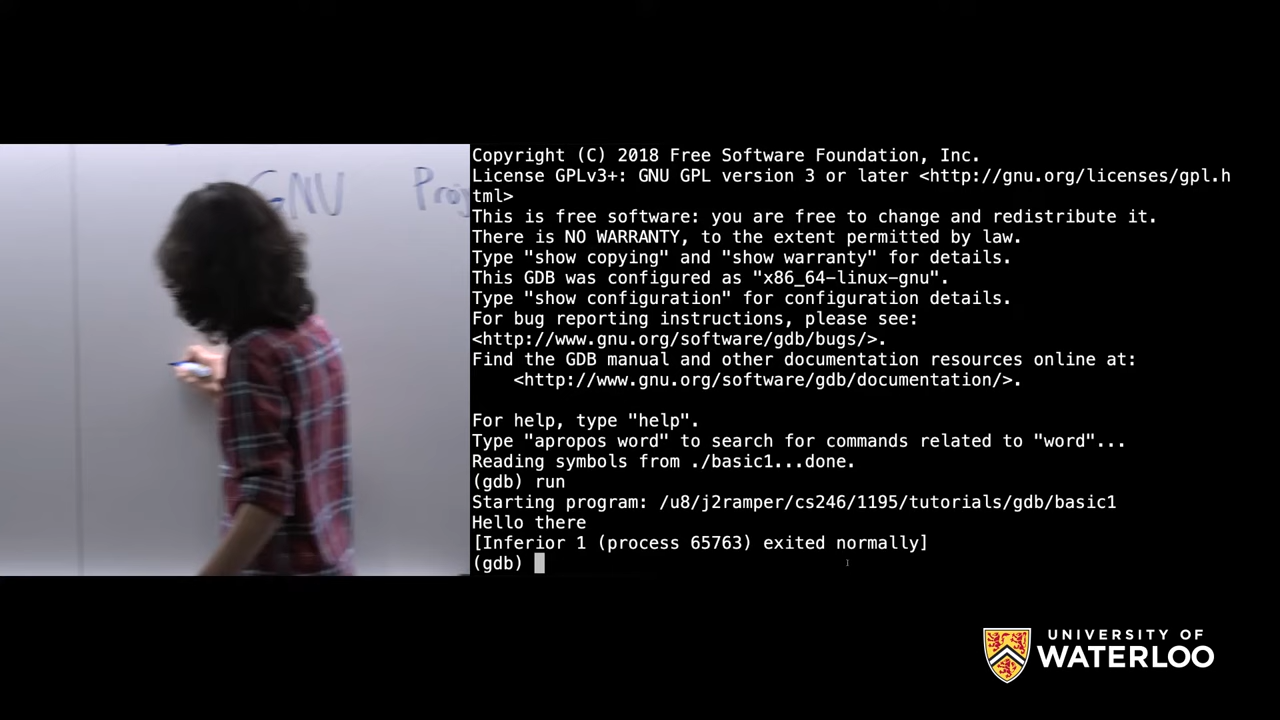 GNU
Copyright (C) 2018 Free Software Foundation, Inc.
License GPLv3+: GNU GPL version 3 or later <http://gnu.org/licenses/gpl.h
tml>
This is free software: you are free to change and redistribute it.
There is NO WARRANTY, to the extent permitted by law.
Type "show copying" and "show warranty" for details.
This GDB was configured as "x86_64-linux-gnu".
Type "show configuration" for configuration details.
For bug reporting instructions, please see:
<http://www.gnu.org/software/gdb/bugs/>.
Find the GDB manual and other documentation resources online at:
<http://www.gnu.org/software/gdb/documentation/>.
For help, type "help".
Type "apropos word" to search for commands related to "word"...
Reading symbols from ./basic1...done.
(gdb) run
Starting program: /u8/j2ramper/cs246/1195/tutorials/gdb/basic1
Hello there
[Inferior 1 (process 65763) exited normally]
(gdb)
UNIVERSITY OF
WATERLOO